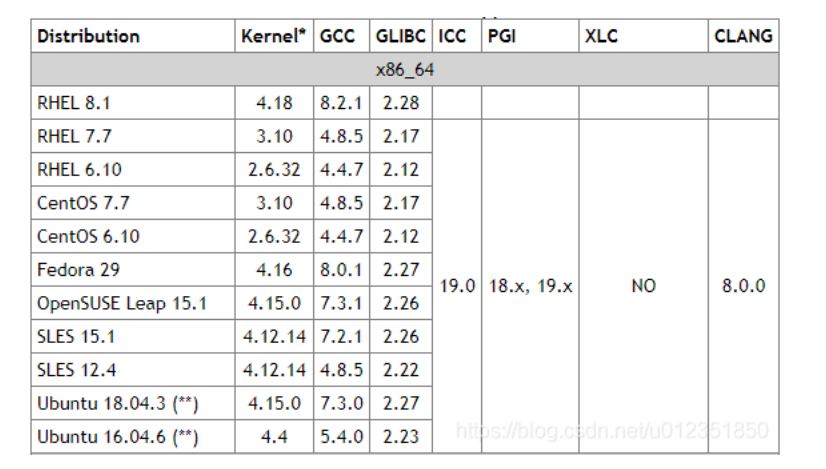 Distribution Kernel* GCC GLIBC ICC PGI XLC CLANG
x86_64
RHEL 8.1 4.18 8.2.1 2.28
RHEL 7.7 3.10 4.8.5 2.17
RHEL 6.10 2.6.32 4.4.7 2.12
CentOS 7.7 3.10 4.8.5 2.17
CentOS 6.10 2.6.32 4.4.7 2.12
Fedora 29 4.16 8.0.1 2.27
19.0 18.x, 19.x NO 8.0.0
OpenSUSE Leap 15.1 4.15.0 7.3.1 2.26
SLES 15.1 4.12.14 7.2.1 2.26
SLES 12.4 4.12.14 4.8.5 2.22
Ubuntu 18.04.3 (**) 4.15.0 7.3.0 2.27
Ubuntu 16.04.6 (**) 4.4 5.4.0 2.23
https://blog.csdn.net/u012351850